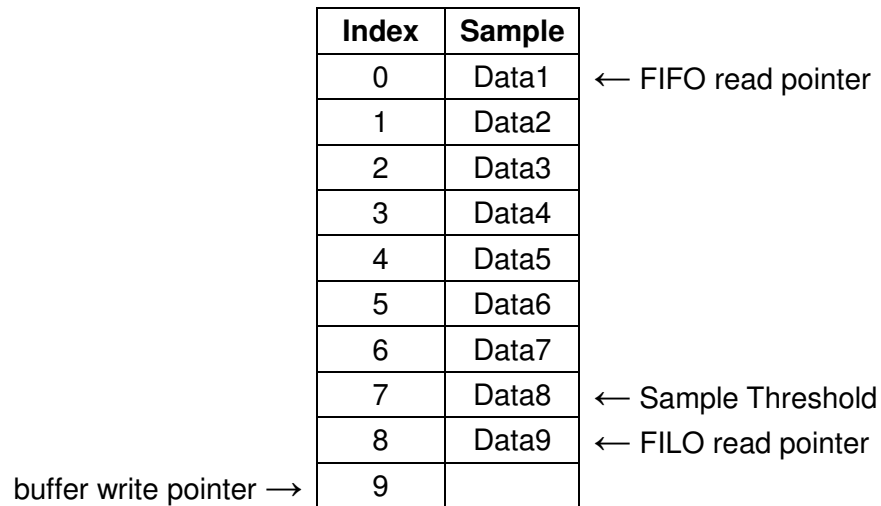 Index Sample
0 Data1 ← FIFO read pointer
1 Data2
2 Data3
3 Data4
4 Data5
5 Data6
6 Data7
7 Data8 ← Sample Threshold
8 Data9 ← FILO read pointer
buffer write pointer → 9